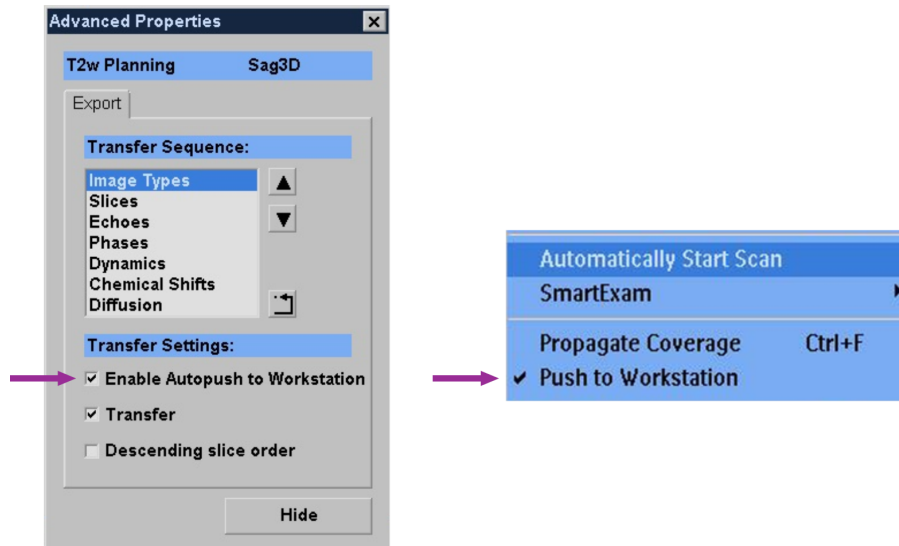 Advanced Properties
T2w Planning Sag3D
Export
Transfer Sequence:
Image Types
Slices
Echoes
Phases
Dynamics
Chemical Shifts
Diffusion
Transfer Settings:
Enable Autopush to Workstation
Transfer
Descending slice order
Hide
Automatically Start Scan
SmartExam
Propagate Coverage Ctrl+F
Push to Workstation